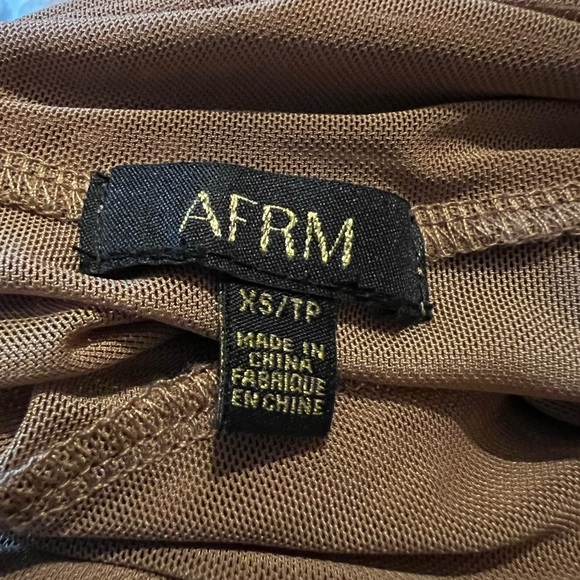 AFRM
XS/TP
MADE IN
CHINA
FABRIQUE
EN CHINE